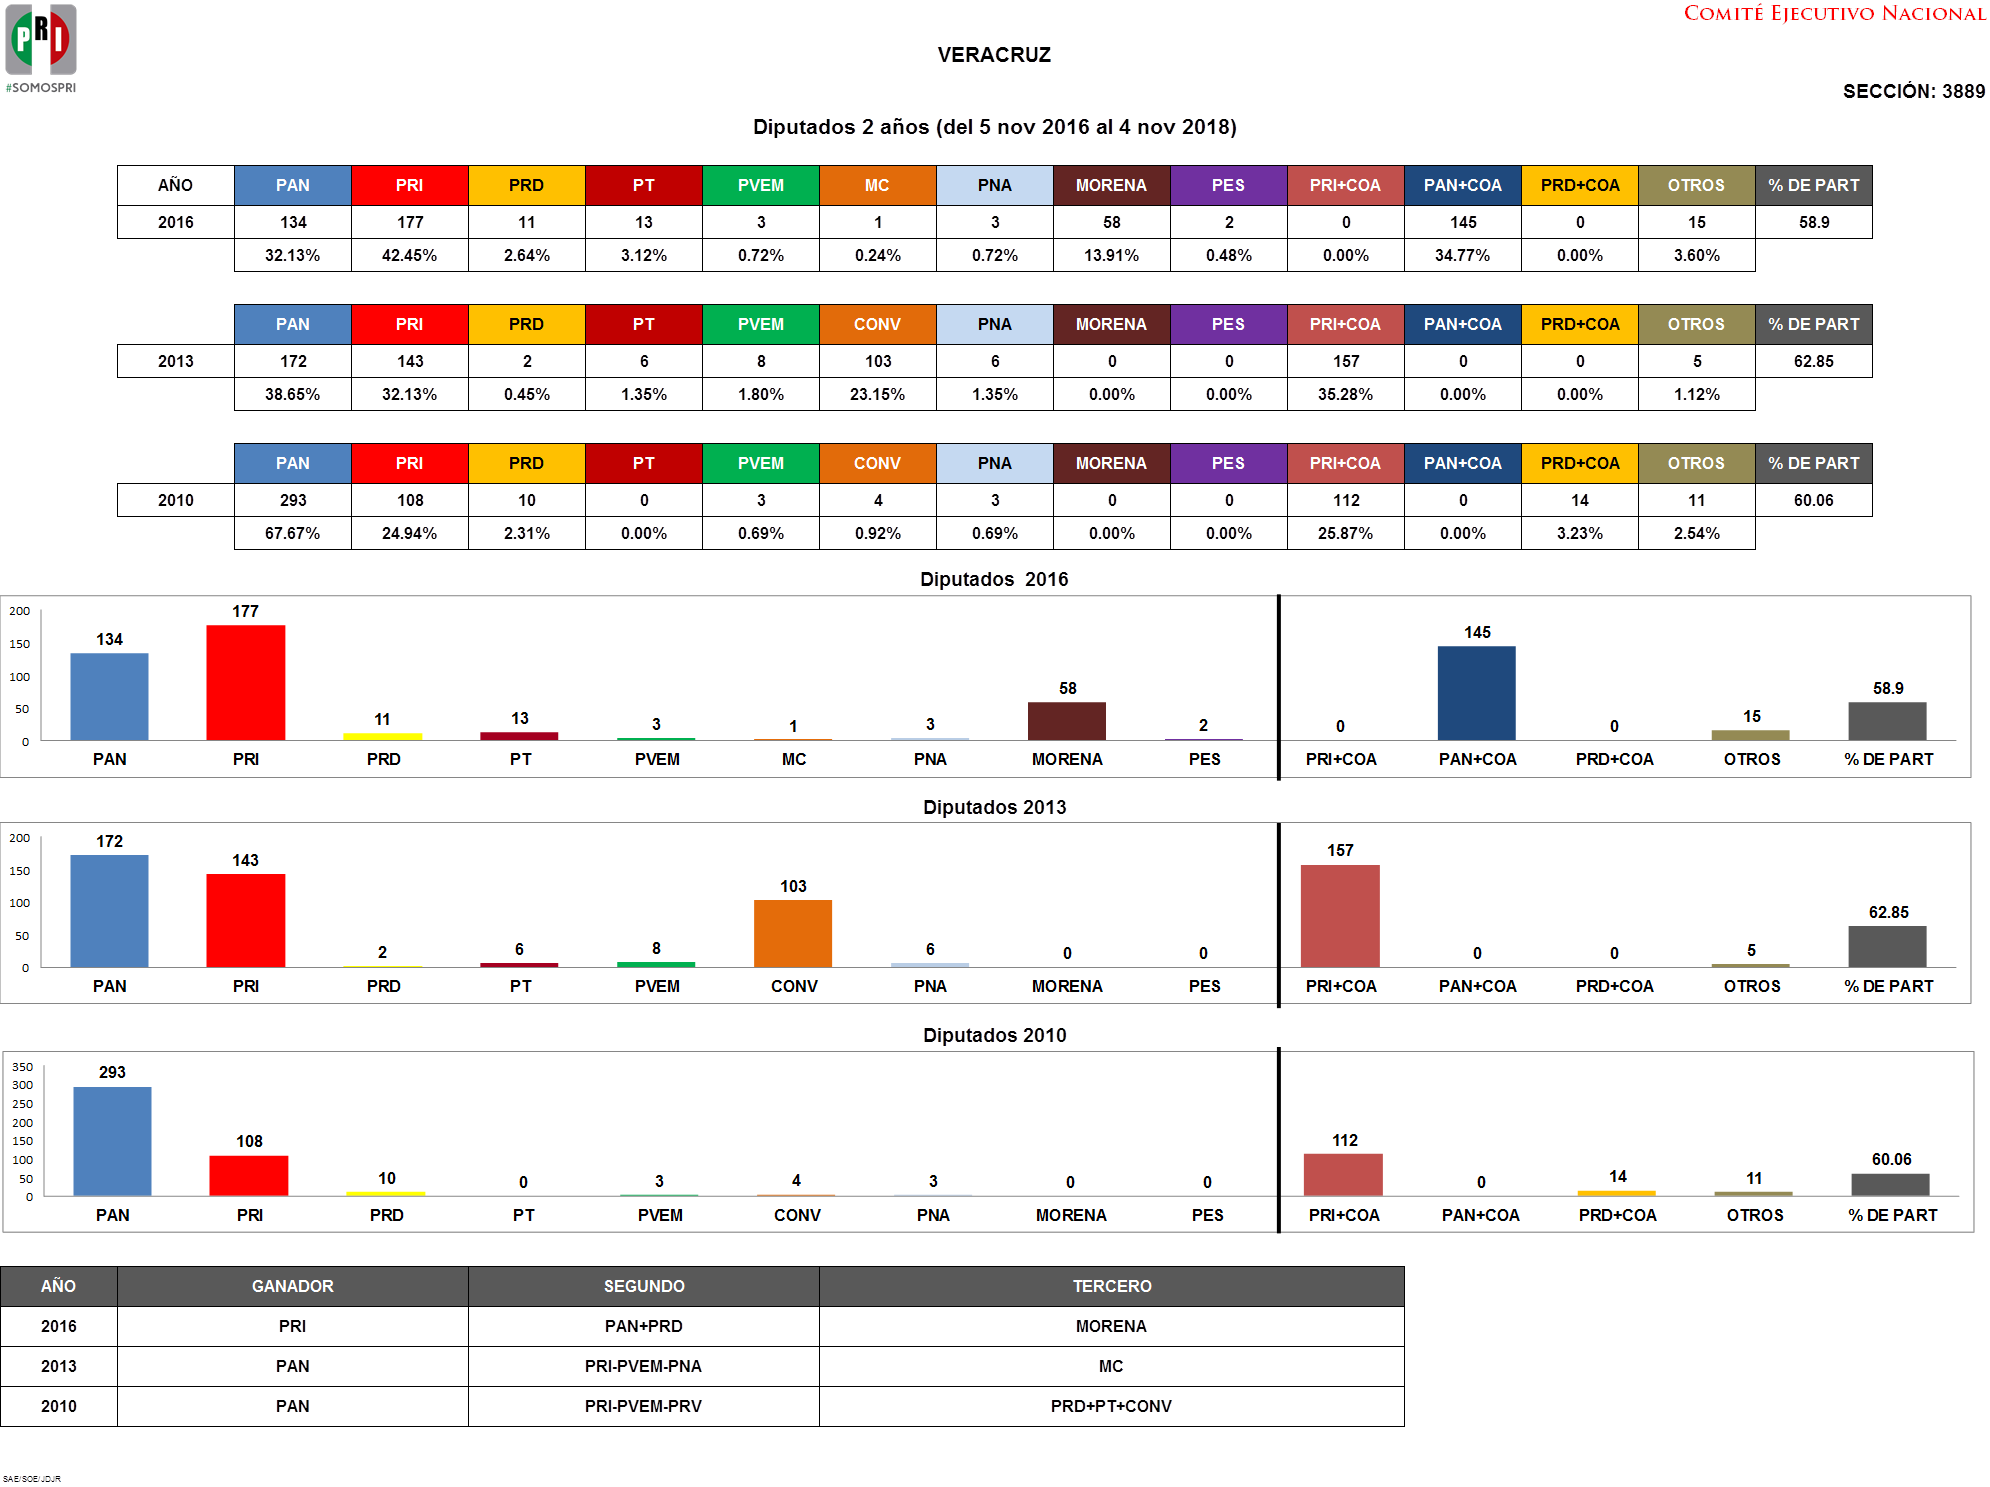 PRI
#SOMOSPRI
COMITÉ EJECUTIVO NACIONAL
VERACRUZ
SECCIÓN: 3889
Diputados 2 años (del 5 nov 2016 al 4 nov 2018)
AÑO PAN PRI PRD PT PVEM MC PNA MORENA PES PRI+COA PAN+COA PRD+COA OTROS % DE PART
2016 134 177 11 13 3 1 3 58 2 0 145 0 15 58.9
32.13% 42.45% 2.64% 3.12% 0.72% 0.24% 0.72% 13.91% 0.48% 0.00% 34.77% 0.00% 3.60%
PAN PRI PRD PT PVEM CONV PNA MORENA PES PRI+COA PAN+COA PRD+COA OTROS % DE PART
2013 172 143 2 6 8 103 6 0 0 157 0 0 5 62.85
38.65% 32.13% 0.45% 1.35% 1.80% 23.15% 1.35% 0.00% 0.00% 35.28% 0.00% 0.00% 1.12%
PAN PRI PRD PT PVEM CONV PNA MORENA PES PRI+COA PAN+COA PRD+COA OTROS % DE PART
2010 293 108 10 0 3 4 3 0 0 112 0 14 11 60.06
67.67% 24.94% 2.31% 0.00% 0.69% 0.92% 0.69% 0.00% 0.00% 25.87% 0.00% 3.23% 2.54%
Diputados 2016
200
150
100
50
0
134 177 11 13 3 1 3 58 2 0 145 0 15 58.9
PAN PRI PRD PT PVEM MC PNA MORENA PES PRI+COA PAN+COA PRD+COA OTROS % DE PART
Diputados 2013
200
150
100
50
0
172 143 2 6 8 103 6 0 0 157 0 0 5 62.85
PAN PRI PRD PT PVEM CONV PNA MORENA PES PRI+COA PAN+COA PRD+COA OTROS % DE PART
Diputados 2010
350
300
250
200
150
100
50
0
293 108 10 0 3 4 3 0 0 112 0 14 11 60.06
PAN PRI PRD PT PVEM CONV PNA MORENA PES PRI+COA PAN+COA PRD+COA OTROS % DE PART
AÑO GANADOR SEGUNDO TERCERO
2016 PRI PAN+PRD MORENA
2013 PAN PRI-PVEM-PNA MC
2010 PAN PRI-PVEM-PRV PRD+PT+CONV
SAE/SOE/JDJR